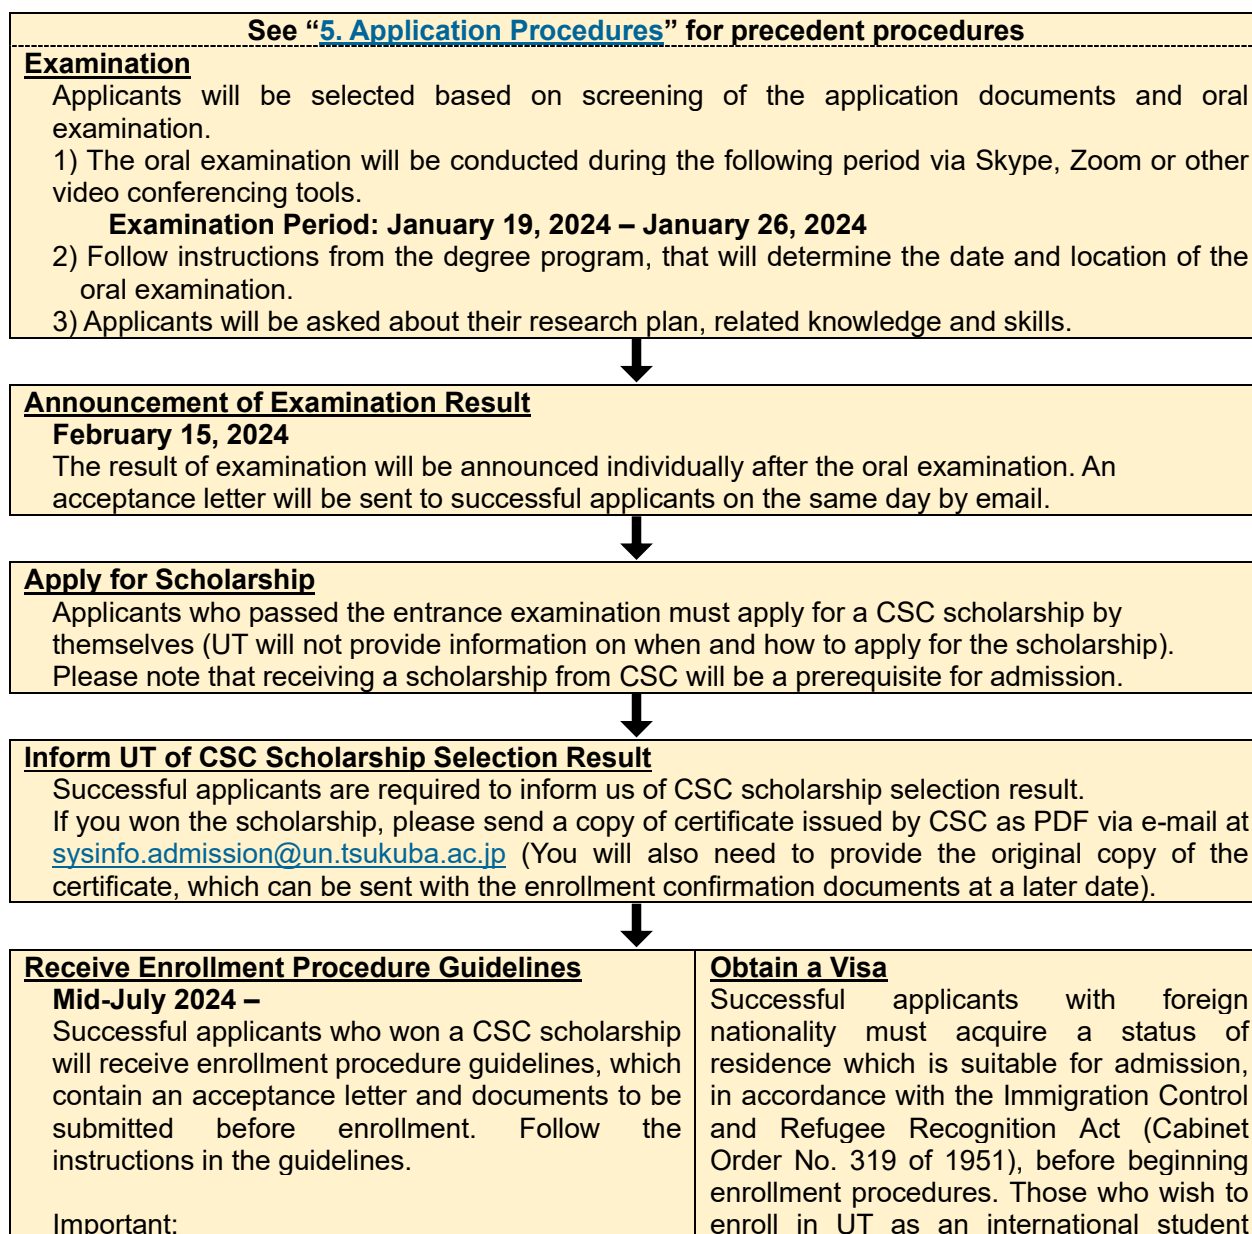 See “5. Application Procedures” for precedent procedures
Examination
Applicants will be selected based on screening of the application documents and oral
examination.
1) The oral examination will be conducted during the following period via Skype, Zoom or other
video conferencing tools.
Examination Period: January 19, 2024 – January 26, 2024
2) Follow instructions from the degree program, that will determine the date and location of the
oral examination.
3) Applicants will be asked about their research plan, related knowledge and skills.
Announcement of Examination Result
February 15, 2024
The result of examination will be announced individually after the oral examination. An
acceptance letter will be sent to successful applicants on the same day by email.
Apply for Scholarship
Applicants who passed the entrance examination must apply for a CSC scholarship by
themselves (UT will not provide information on when and how to apply for the scholarship).
Please note that receiving a scholarship from CSC will be a prerequisite for admission.
Inform UT of CSC Scholarship Selection Result
Successful applicants are required to inform us of CSC scholarship selection result.
If you won the scholarship, please send a copy of certificate issued by CSC as PDF via e-mail at
sysinfo.admission@un.tsukuba.ac.jp (You will also need to provide the original copy of the
certificate, which can be sent with the enrollment confirmation documents at a later date).
Receive Enrollment Procedure Guidelines
Mid-July 2024 –
Successful applicants who won a CSC scholarship
will receive enrollment procedure guidelines, which
contain an acceptance letter and documents to be
submitted before enrollment. Follow the
instructions in the guidelines.
Important:
Obtain a Visa
Successful applicants with foreign
nationality must acquire a status of
residence which is suitable for admission,
in accordance with the Immigration Control
and Refugee Recognition Act (Cabinet
Order No. 319 of 1951), before beginning
enrollment procedures. Those who wish to
enroll in UT as an international student